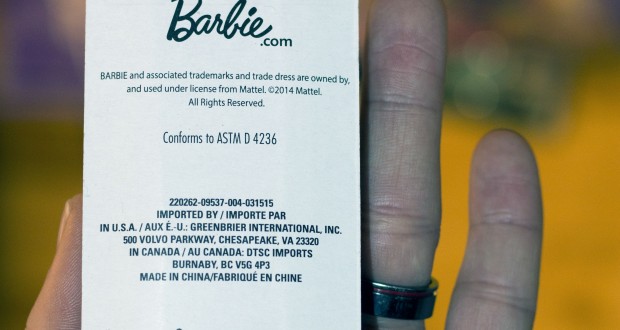 Barbie.com
BARBIE and associated trademarks and trade dress are owned by,
and used under license from Mattel. ©2014 Mattel.
All Rights Reserved.
Conforms to ASTM D 4236
220262-09537-004-031515
IMPORTED BY / IMPORTE PAR
IN U.S.A. / AUX É.-U.: GREENBRIER INTERNATIONAL, INC.
500 VOLVO PARKWAY, CHESAPEAKE, VA 23320
IN CANADA / AU CANADA: DTSC IMPORTS
BURNABY, BC V5G 4P3
MADE IN CHINA/FABRIQUÉ EN CHINE